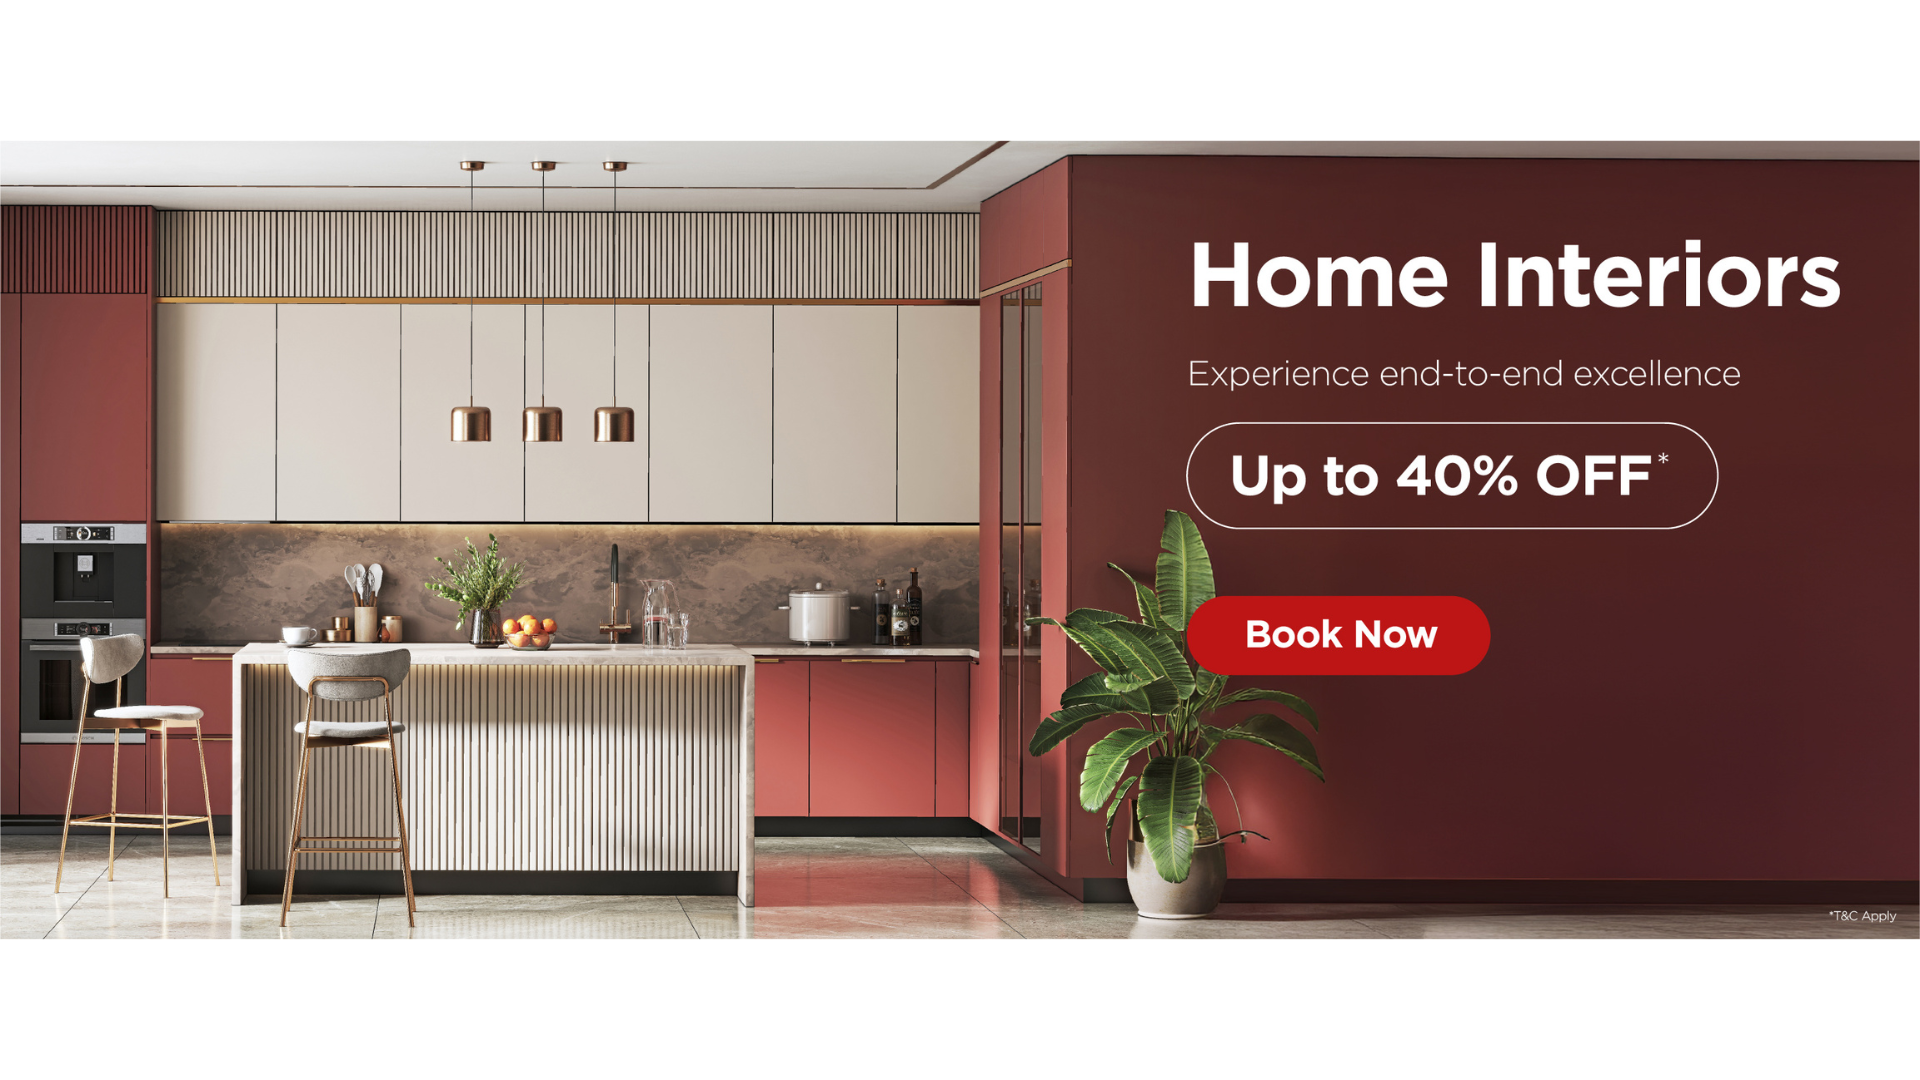 Home Interiors
Experience end-to-end excellence
Up to 40% OFF*
Book Now
*T&C Apply